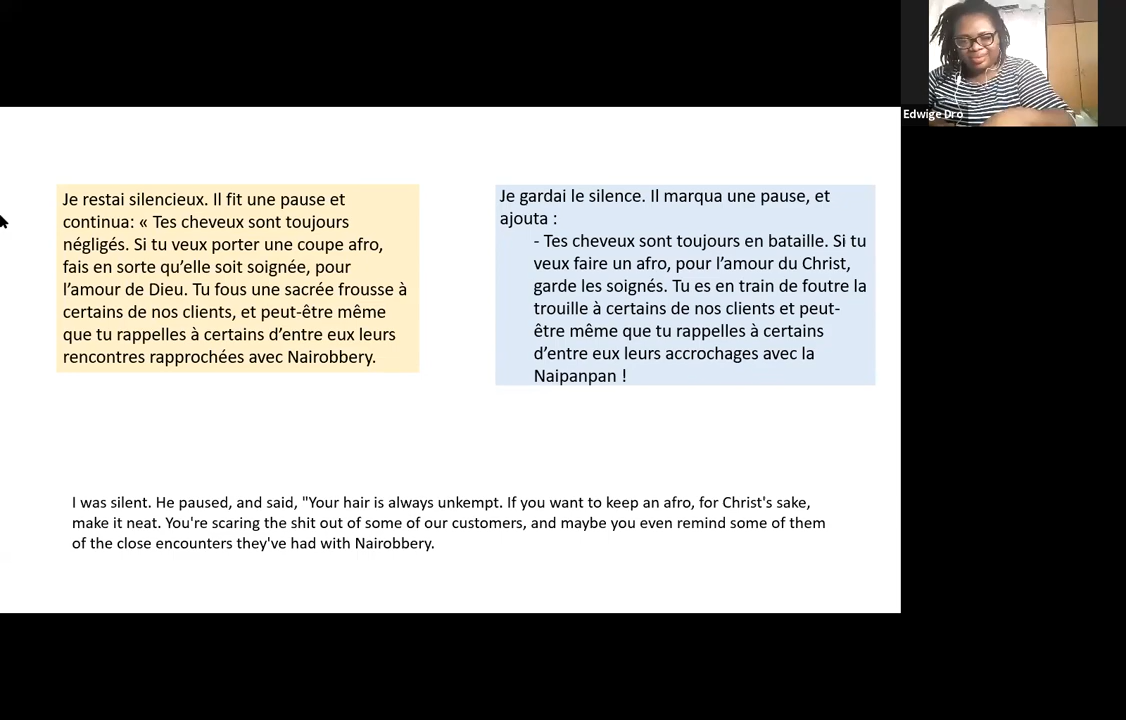 Edwige Dro
Je restai silencieux. Il fit une pause et
continua: « Tes cheveux sont toujours
négligés. Si tu veux porter une coupe afro,
fais en sorte qu’elle soit soignée, pour
l’amour de Dieu. Tu fous une sacrée frousse à
certains de nos clients, et peut-être même
que tu rappelles à certains d’entre eux leurs
rencontres rapprochées avec Nairobbery.
Je gardai le silence. Il marqua une pause, et
ajouta :
- Tes cheveux sont toujours en bataille. Si tu
veux faire un afro, pour l’amour du Christ,
garde les soignés. Tu es en train de foutre la
trouille à certains de nos clients et peut-
être même que tu rappelles à certains
d’entre eux leurs accrochages avec la
Naipanpan !
I was silent. He paused, and said, "Your hair is always unkempt. If you want to keep an afro, for Christ's sake,
make it neat. You're scaring the shit out of some of our customers, and maybe you even remind some of them
of the close encounters they've had with Nairobbery.